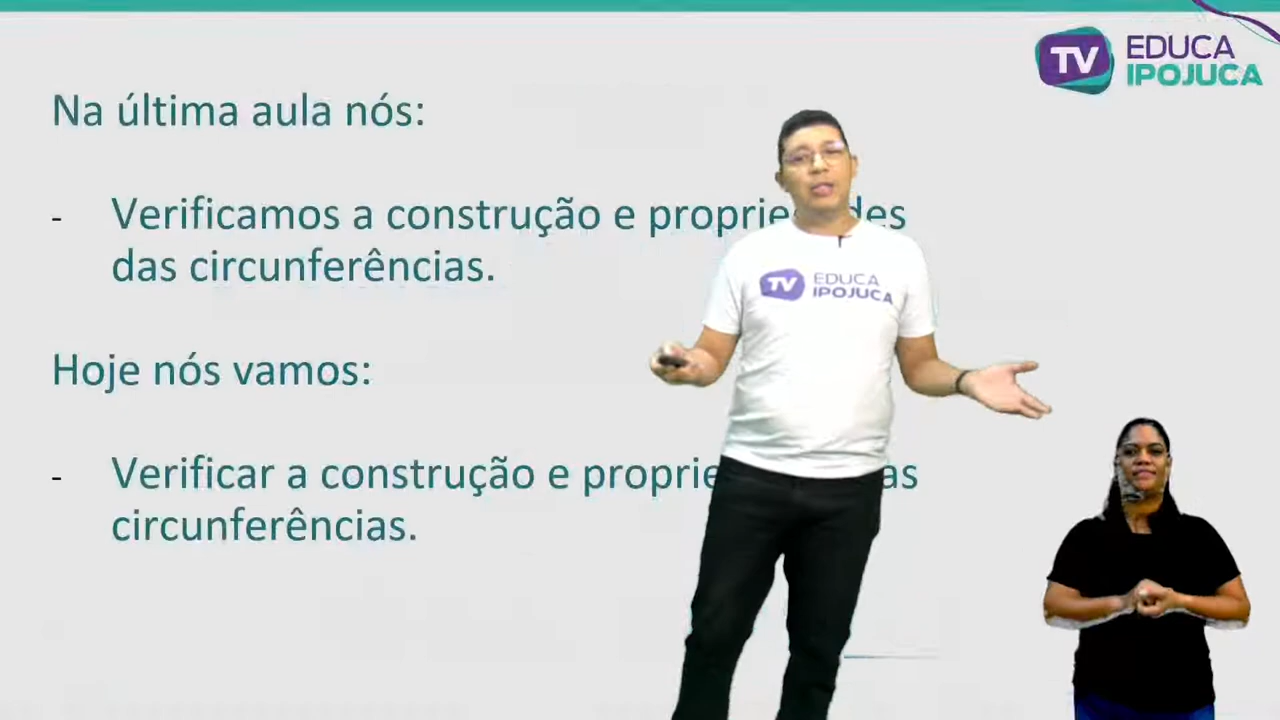 TV EDUCA
IPOJUCA
Na última aula nós:
- Verificamos a construção e
das circunferências.
TV EDUCA
IPOJUCA
Hoje nós vamos:
- Verificar a construção e
circunferências.